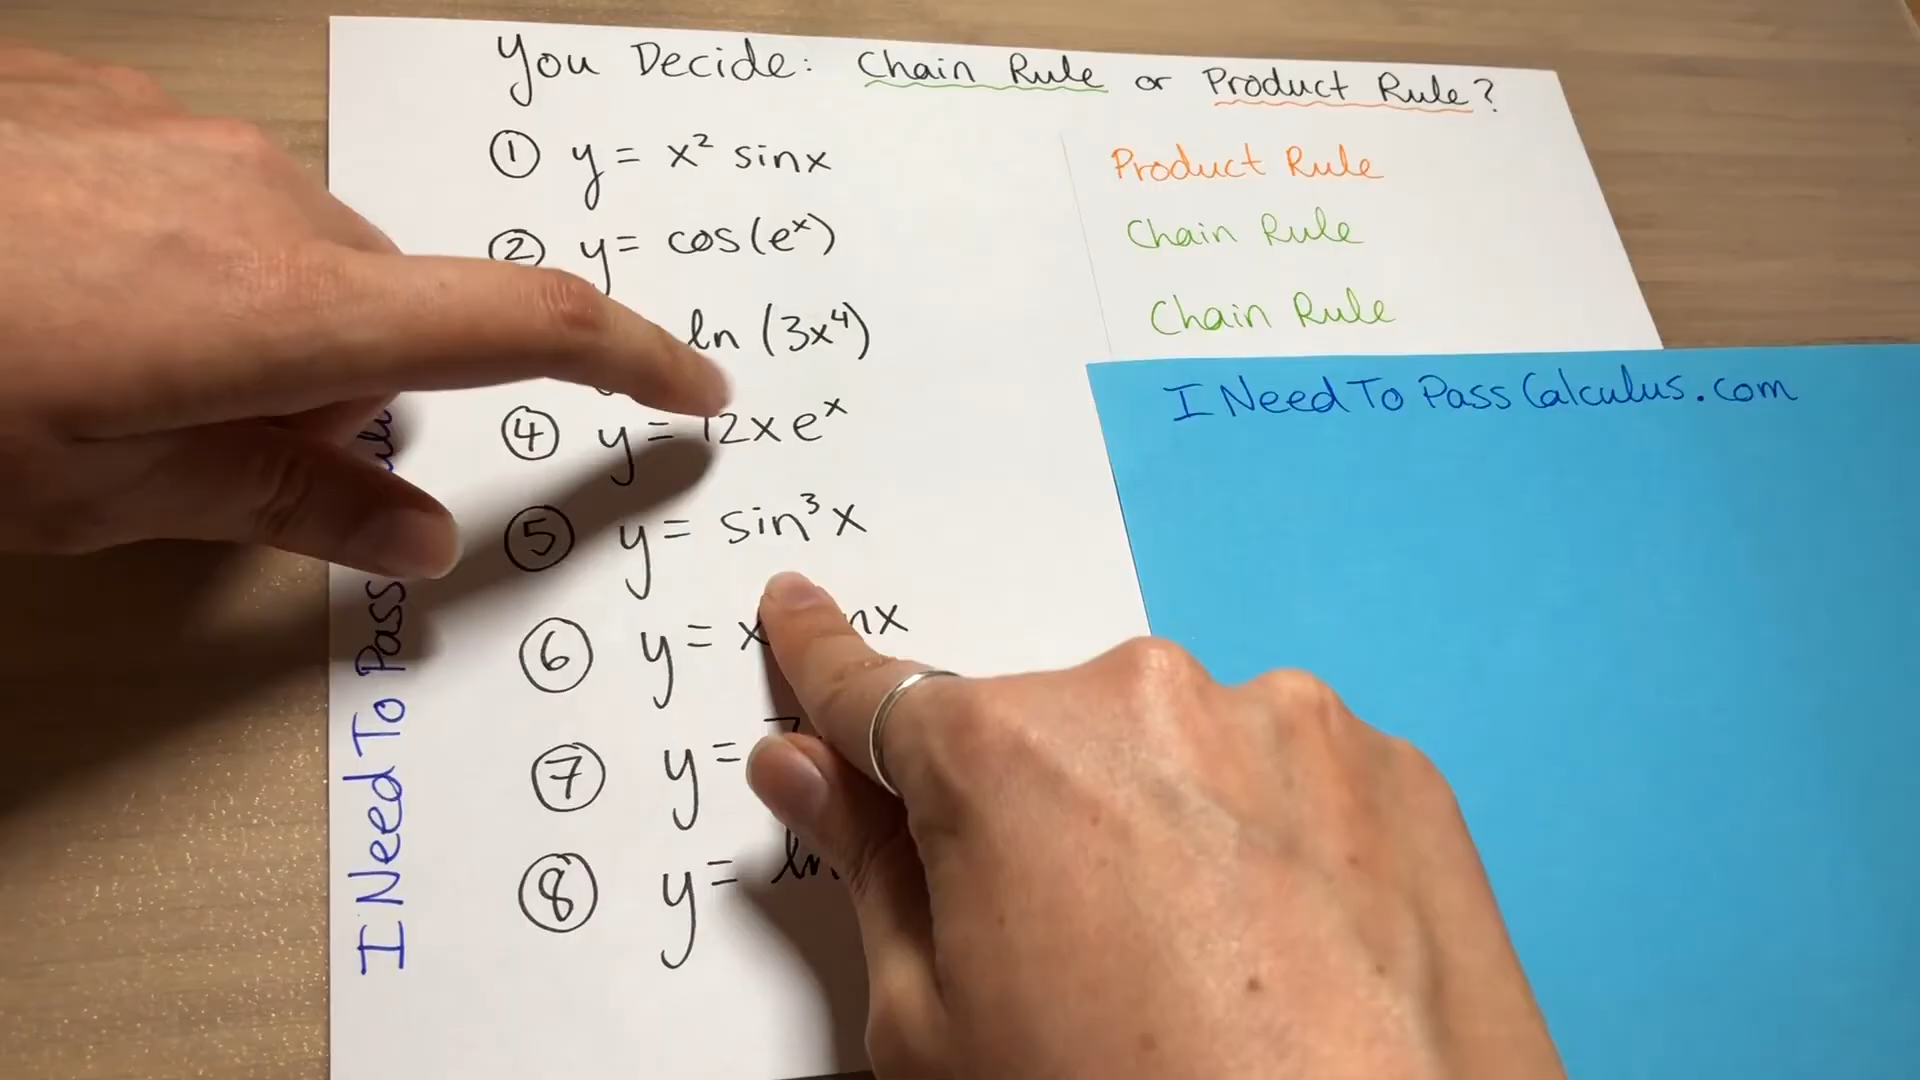 You Decide: Chain Rule or Product Rule?
① y = x² sinx
Product Rule
② y = cos(eˣ)
Chain Rule
ln (3x⁴)
Chain Rule
④ y = 12x eˣ
⑤ y = sin³x
⑥ y = x nx
⑦ y =
⑧ y = ln
I Need To Pass Calculus.com
I Need To Pass